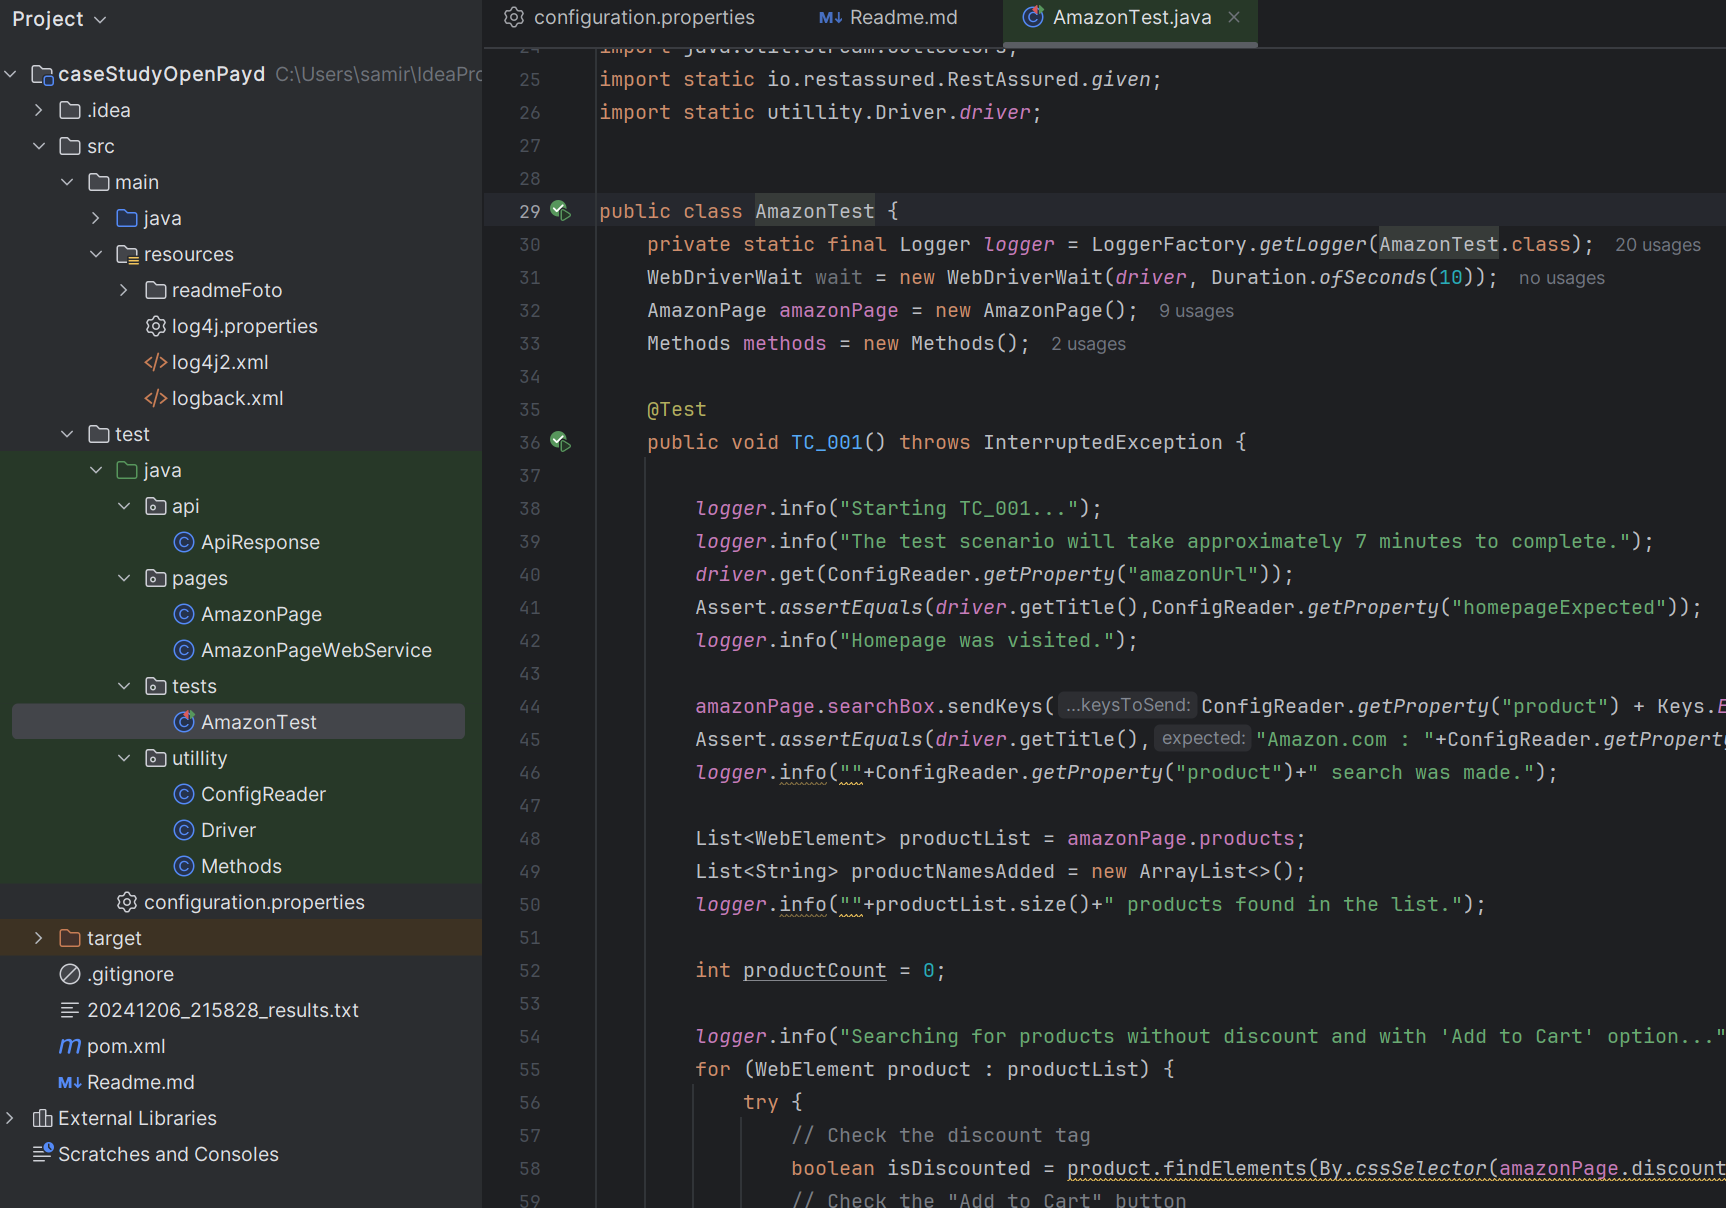 Project
caseStudyOpenPayd C:\Users\samir\IdeaPro
.idea
src
main
java
resources
readmeFoto
log4j.properties
log4j2.xml
logback.xml
test
java
api
ApiResponse
pages
AmazonPage
AmazonPageWebService
tests
AmazonTest
utillity
ConfigReader
Driver
Methods
configuration.properties
target
.gitignore
20241206_215828_results.txt
m pom.xml
M↓ Readme.md
External Libraries
Scratches and Consoles
configuration.properties M↓ Readme.md AmazonTest.java ×
24 import java.util.stream.Collectors;
25 import static io.restassured.RestAssured.given;
26 import static utillity.Driver.driver;
27
28
29 public class AmazonTest {
30 private static final Logger logger = LoggerFactory.getLogger(AmazonTest.class); 20 usages
31 WebDriverWait wait = new WebDriverWait(driver, Duration.ofSeconds(10)); no usages
32 AmazonPage amazonPage = new AmazonPage(); 9 usages
33 Methods methods = new Methods(); 2 usages
34
35 @Test
36 public void TC_001() throws InterruptedException {
37
38 logger.info("Starting TC_001...");
39 logger.info("The test scenario will take approximately 7 minutes to complete.");
40 driver.get(ConfigReader.getProperty("amazonUrl"));
41 Assert.assertEquals(driver.getTitle(),ConfigReader.getProperty("homepageExpected"));
42 logger.info("Homepage was visited.");
43
44 amazonPage.searchBox.sendKeys( ...keysToSend: ConfigReader.getProperty("product") + Keys.E
45 Assert.assertEquals(driver.getTitle(), expected: "Amazon.com : "+ConfigReader.getProperty
46 logger.info(""+ConfigReader.getProperty("product")+" search was made.");
47
48 List<WebElement> productList = amazonPage.products;
49 List<String> productNamesAdded = new ArrayList<>();
50 logger.info(""+productList.size()+" products found in the list.");
51
52 int productCount = 0;
53
54 logger.info("Searching for products without discount and with 'Add to Cart' option..."
55 for (WebElement product : productList) {
56 try {
57 // Check the discount tag
58 boolean isDiscounted = product.findElements(By.cssSelector(amazonPage.discount
59 // Check the "Add to Cart" button